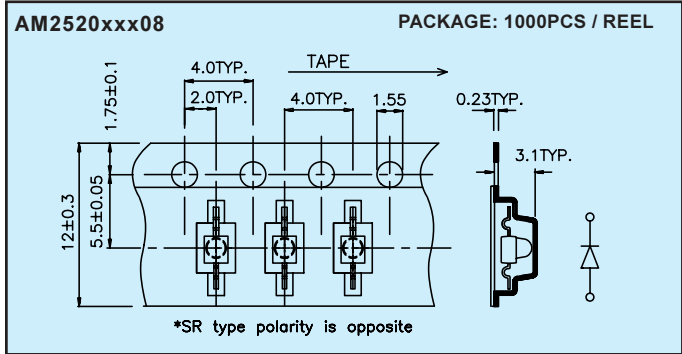 AM2520xxx08
PACKAGE: 1000PCS / REEL
TAPE
4.0TYP.
2.0TYP.
4.0TYP.
1.55
0.23TYP.
3.1TYP.
1.75±0.1
12±0.3
5.5±0.05
*SR type polarity is opposite